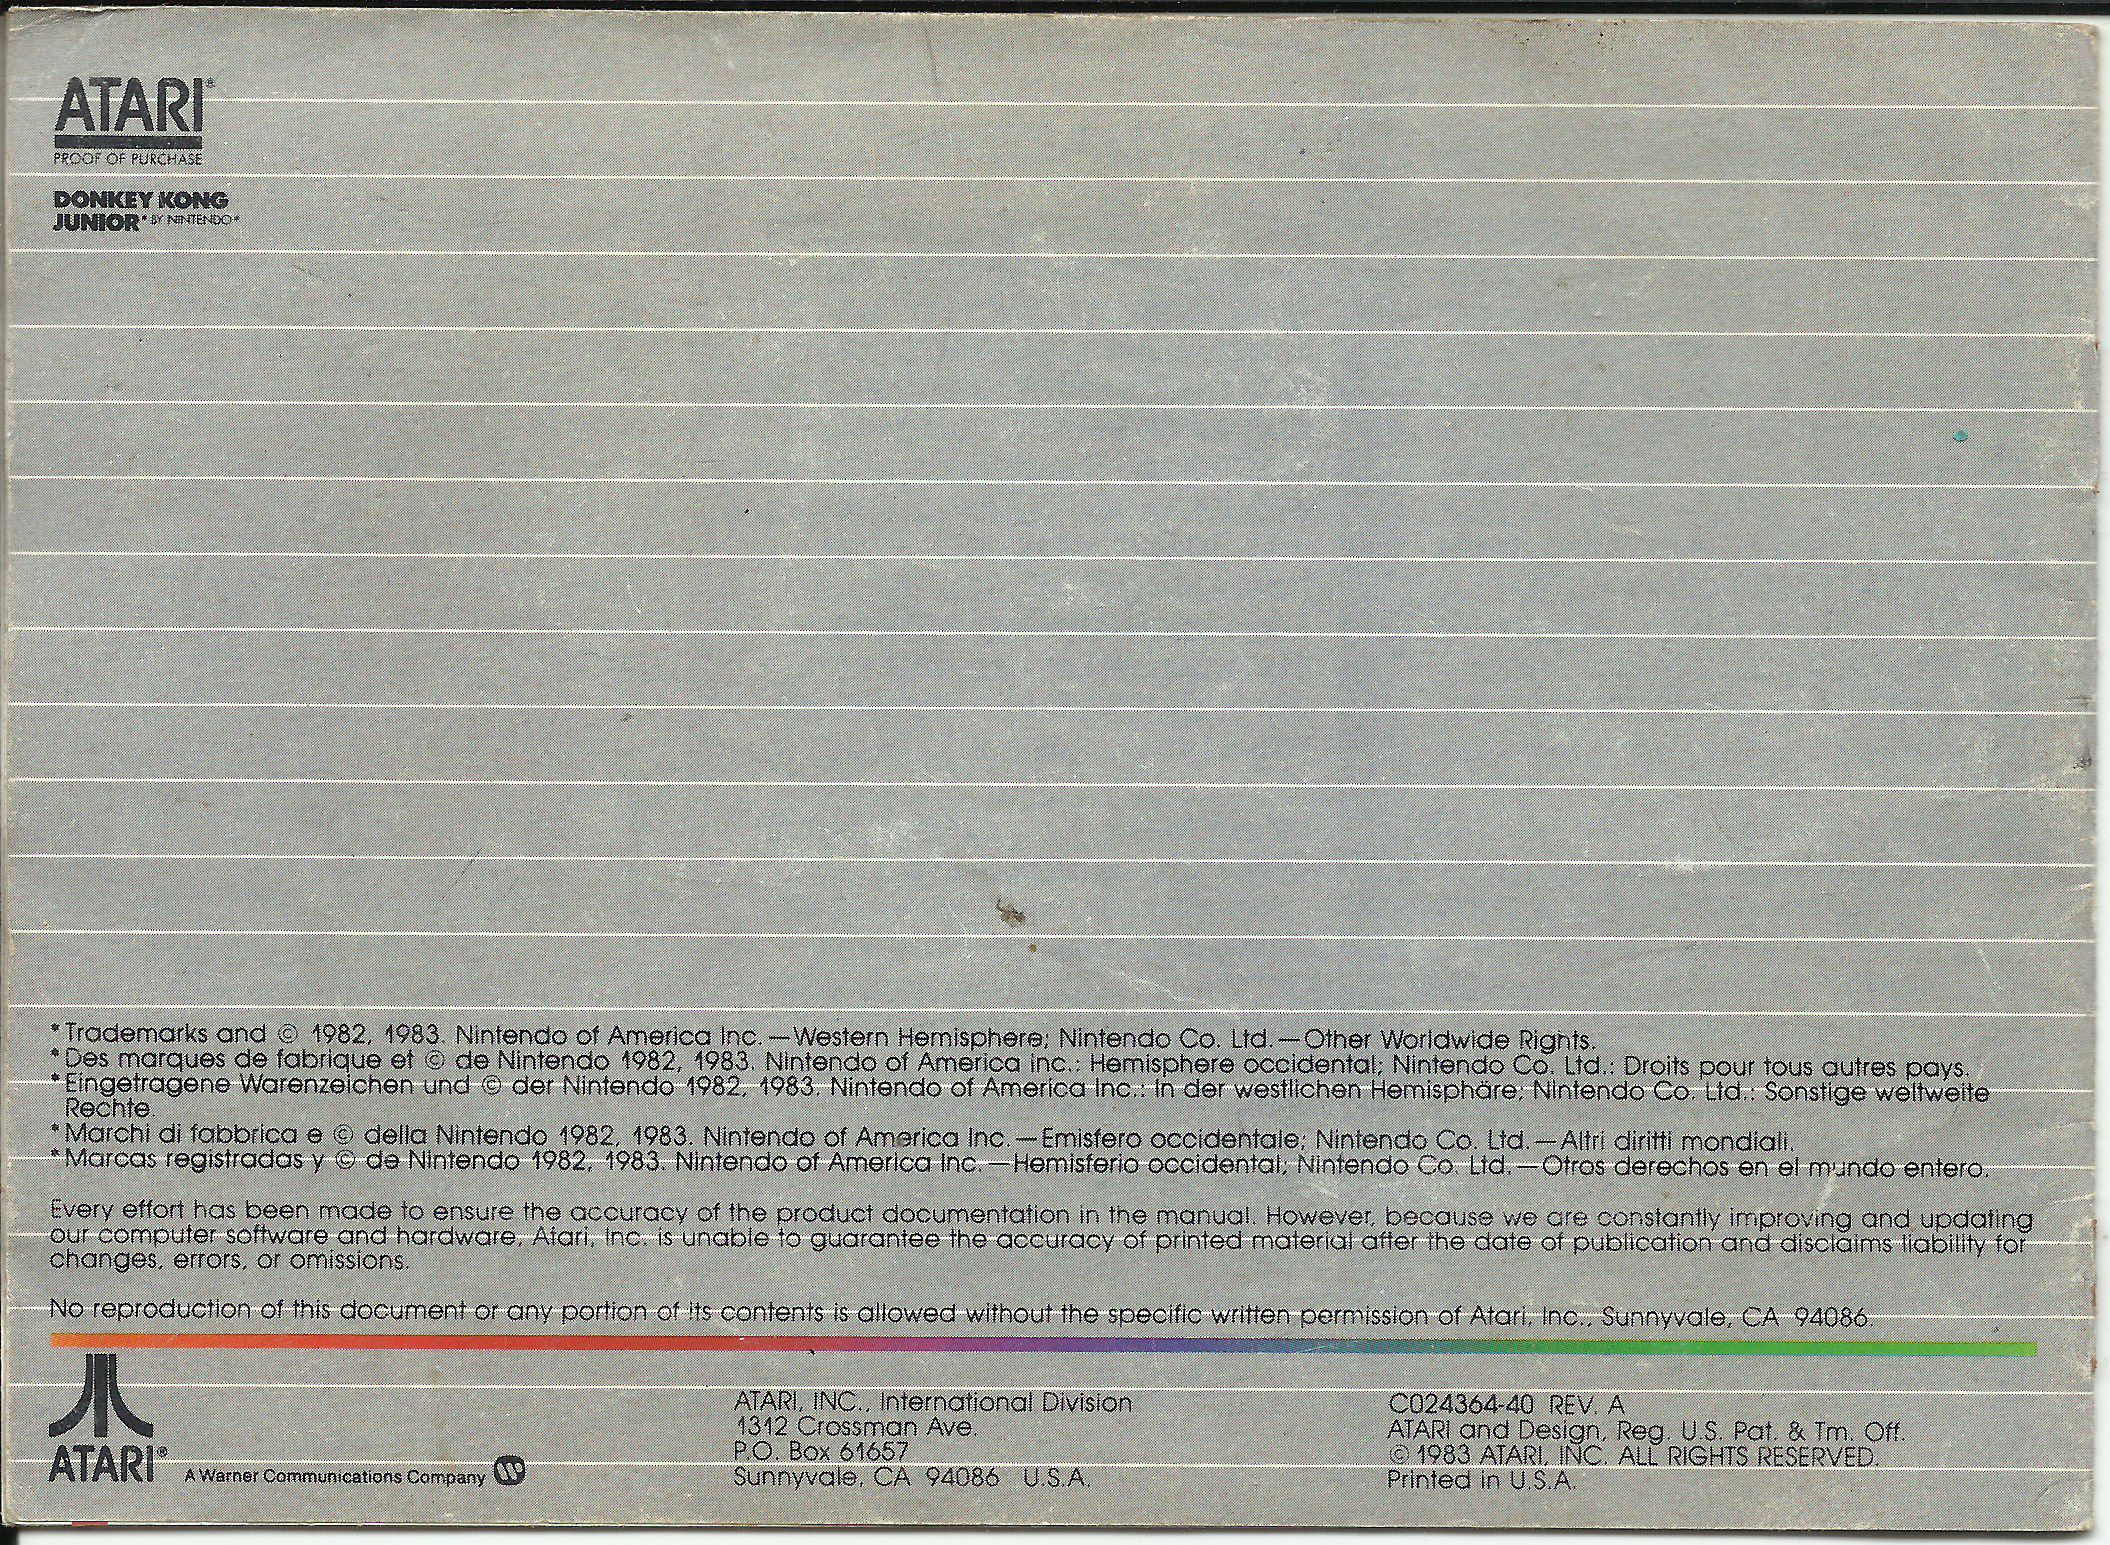 ATARI®
PROOF OF PURCHASE
DONKEY KONG
JUNIOR* BY NINTENDO*
*Trademarks and © 1982, 1983. Nintendo of America Inc.—Western Hemisphere; Nintendo Co. Ltd.—Other Worldwide Rights.
*Des marques de fabrique et © de Nintendo 1982, 1983. Nintendo of America Inc.: Hemisphere occidental; Nintendo Co. Ltd.: Droits pour tous autres pays.
*Eingetragene Warenzeichen und © der Nintendo 1982, 1983. Nintendo of America Inc.: In der westlichen Hemisphäre; Nintendo Co. Ltd.: Sonstige weltweite
Rechte.
*Marchi di fabbrica e © della Nintendo 1982, 1983. Nintendo of America Inc.—Emisfero occidentale; Nintendo Co. Ltd.—Altri diritti mondiali.
*Marcas registradas y © de Nintendo 1982, 1983. Nintendo of America Inc.—Hemisferio occidental; Nintendo Co. Ltd.—Otros derechos en el mundo entero.
Every effort has been made to ensure the accuracy of the product documentation in the manual. However, because we are constantly improving and updating
our computer software and hardware, Atari, Inc. is unable to guarantee the accuracy of printed material after the date of publication and disclaims liability for
changes, errors, or omissions.
No reproduction of this document or any portion of its contents is allowed without the specific written permission of Atari, Inc., Sunnyvale, CA 94086.
ATARI®
A Warner Communications Company
ATARI, INC., International Division
1312 Crossman Ave.
P.O. Box 61657
Sunnyvale, CA 94086 U.S.A.
C024364-40 REV. A
ATARI and Design, Reg. U.S. Pat. & Tm. Off.
© 1983 ATARI, INC. ALL RIGHTS RESERVED.
Printed in U.S.A.